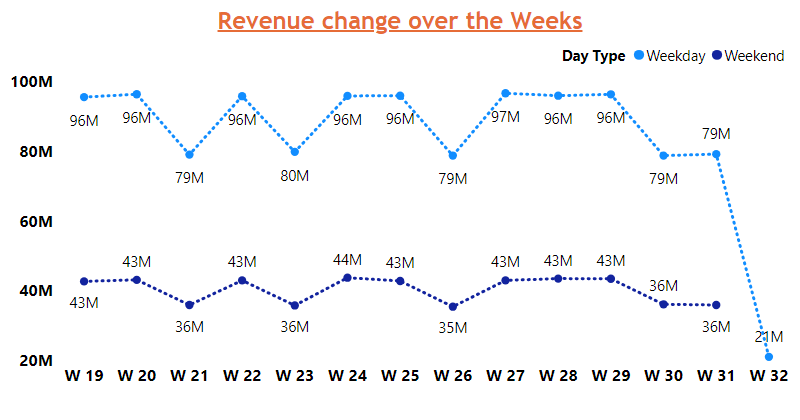 Revenue change over the Weeks
Day Type Weekday Weekend
100M
80M
60M
40M
20M
96M 96M 79M 96M 80M 96M 96M 79M 97M 96M 96M 79M 79M 21M
43M 43M 36M 43M 36M 44M 43M 35M 43M 43M 43M 36M 36M
W 19 W 20 W 21 W 22 W 23 W 24 W 25 W 26 W 27 W 28 W 29 W 30 W 31 W 32